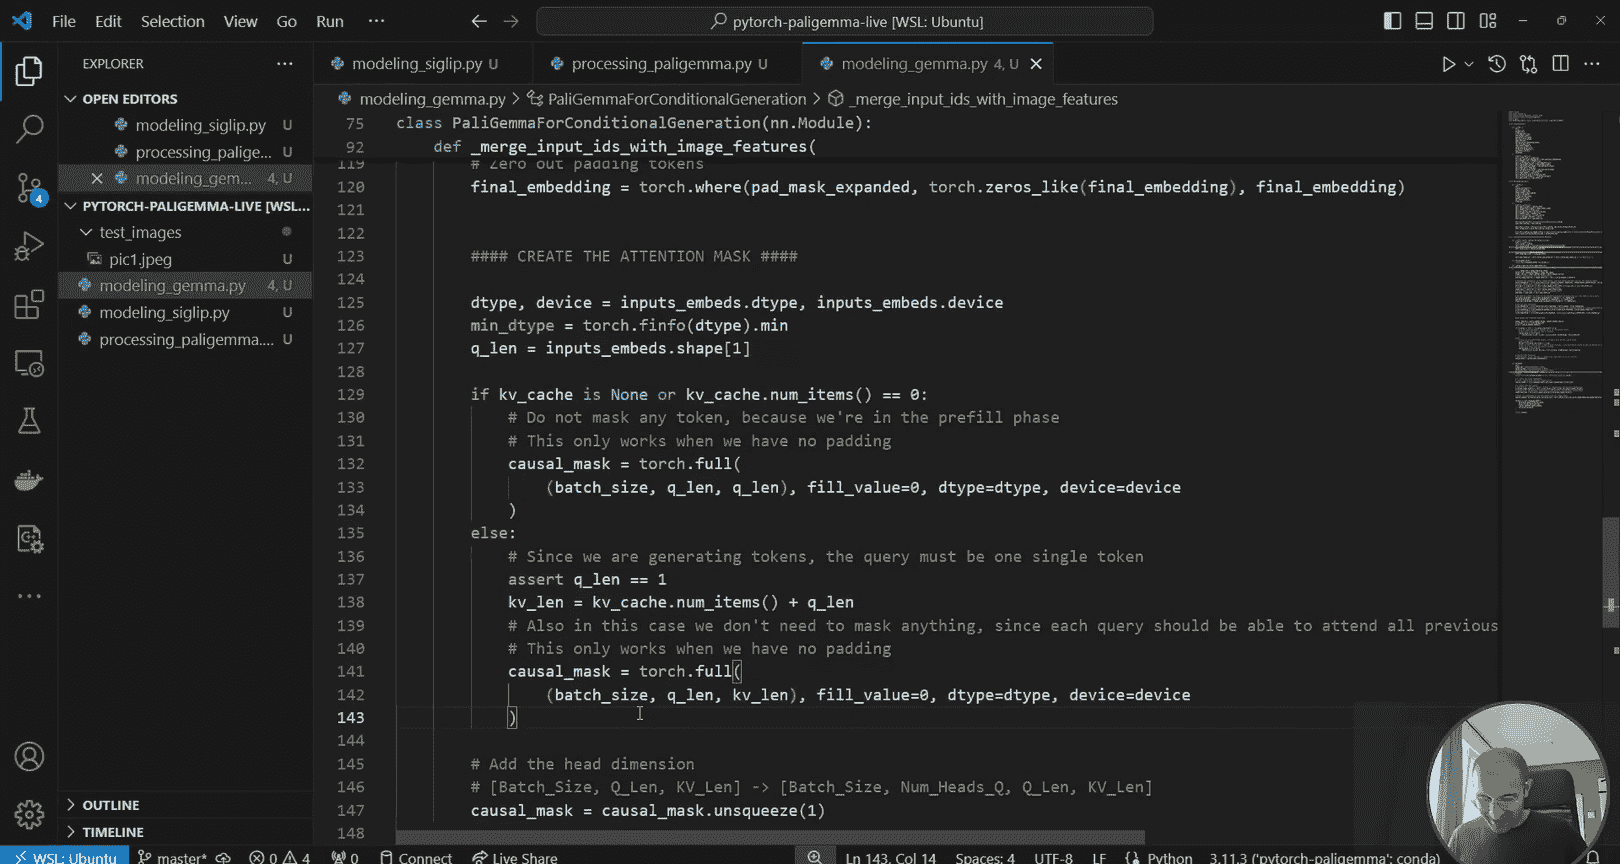 File Edit Selection View Go Run ··· pytorch-paligemma-live [WSL: Ubuntu]
EXPLORER ···
OPEN EDITORS
modeling_siglip.py U
processing_palige... U
modeling_gem... 4, U
PYTORCH-PALIGEMMA-LIVE [WSL...
test_images
pic1.jpeg U
modeling_gemma.py 4, U
modeling_siglip.py U
processing_paligemma.... U
OUTLINE
TIMELINE
4
modeling_siglip.py U processing_paligemma.py U modeling_gemma.py 4, U
modeling_gemma.py > PaliGemmaForConditionalGeneration > _merge_input_ids_with_image_features
75 class PaliGemmaForConditionalGeneration(nn.Module):
92 def _merge_input_ids_with_image_features(
119 # Zero out padding tokens
120 final_embedding = torch.where(pad_mask_expanded, torch.zeros_like(final_embedding), final_embedding)
121
122
123 #### CREATE THE ATTENTION MASK ####
124
125 dtype, device = inputs_embeds.dtype, inputs_embeds.device
126 min_dtype = torch.finfo(dtype).min
127 q_len = inputs_embeds.shape[1]
128
129 if kv_cache is None or kv_cache.num_items() == 0:
130 # Do not mask any token, because we're in the prefill phase
131 # This only works when we have no padding
132 causal_mask = torch.full(
133 (batch_size, q_len, q_len), fill_value=0, dtype=dtype, device=device
134 )
135 else:
136 # Since we are generating tokens, the query must be one single token
137 assert q_len == 1
138 kv_len = kv_cache.num_items() + q_len
139 # Also in this case we don't need to mask anything, since each query should be able to attend all previous
140 # This only works when we have no padding
141 causal_mask = torch.full(
142 (batch_size, q_len, kv_len), fill_value=0, dtype=dtype, device=device
143 )
144
145 # Add the head dimension
146 # [Batch_Size, Q_Len, KV_Len] -> [Batch_Size, Num_Heads_Q, Q_Len, KV_Len]
147 causal_mask = causal_mask.unsqueeze(1)
148
WSL: Ubuntu master* 0 4 0 Connect Live Share Ln 143, Col 14 Spaces: 4 UTF-8 LF Python 3.11.3 ('pytorch-paligemma': conda)